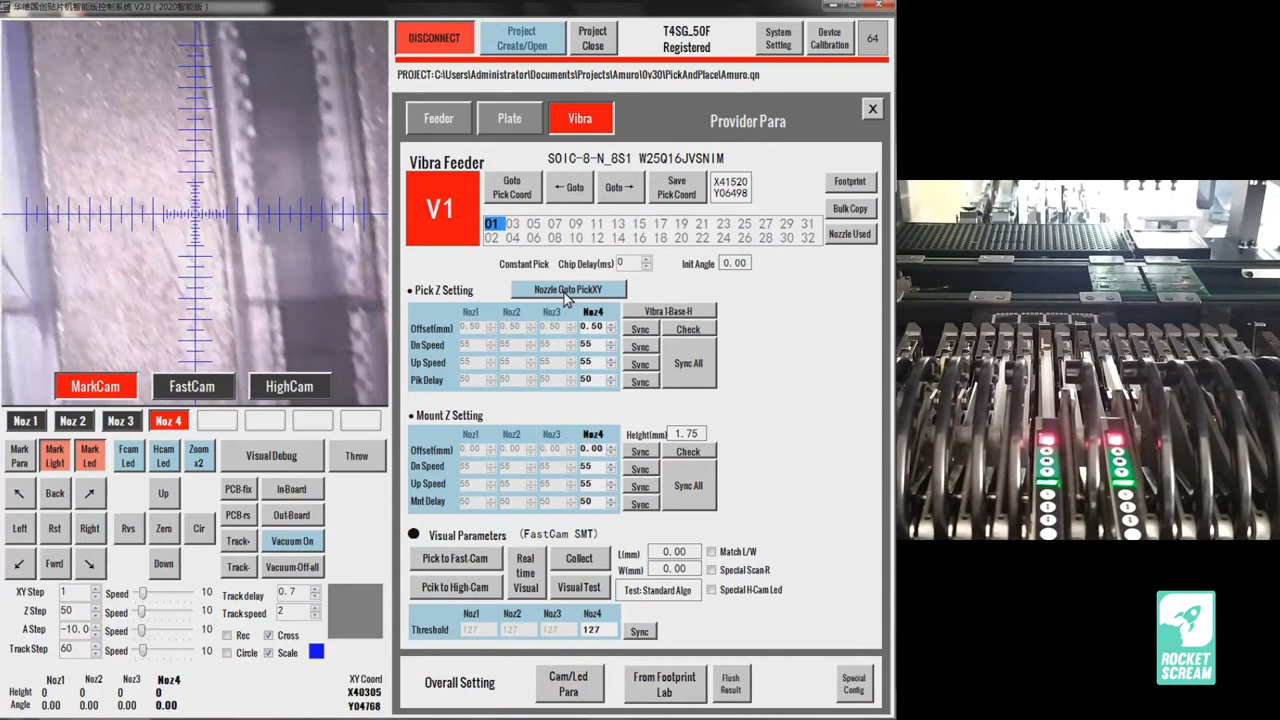 华维国创贴片机智能版控制系统 V2.0（2020智能版）
DISCONNECT
Project
Create/Open
Project
Close
T4SG_50F
Registered
System
Setting
Device
Calibration
64
PROJECT:C:\Users\Administrator\Documents\Projects\Amuro\0v30\PickAndPlace\Amuro.qn
Feeder
Plate
Vibra
Provider Para
X
Vibra Feeder
SOIC-8-N_8S1 W25Q16JVSNIM
V1
Goto
Pick Coord
← Goto
Goto →
Save
Pick Coord
X41520
Y06498
Footprint
Bulk Copy
Nozzle Used
01 03 05 07 09 11 13 15 17 19 21 23 25 27 29 31
02 04 06 08 10 12 14 16 18 20 22 24 26 28 30 32
Constant Pick Chip Delay(ms) 0 Init Angle 0.00
• Pick Z Setting
Nozzle Goto PickXY
Noz1 Noz2 Noz3 Noz4
Vibra 1-Base-H
Offset(mm) 0.50 0.50 0.50 0.50 Sync Check
Dn Speed 55 55 55 55 Sync
Up Speed 55 55 55 55 Sync
Pik Delay 50 50 50 50 Sync
Sync All
• Mount Z Setting
Noz1 Noz2 Noz3 Noz4
Height(mm) 1.75
Offset(mm) 0.00 0.00 0.00 0.00 Sync Check
Dn Speed 55 55 55 55 Sync
Up Speed 55 55 55 55 Sync
Mnt Delay 50 50 50 50 Sync
Sync All
● Visual Parameters (FastCam SMT)
Pick to Fast-Cam
Pcik to High-Cam
Real
time
Visual
Collect
Visual Test
L(mm) 0.00 Match L/W
W(mm) 0.00 Special Scan-R
Test: Standard Algo Special H-Cam Led
Noz1 Noz2 Noz3 Noz4
Threshold 127 127 127 127 Sync
Overall Setting
Cam/Led
Para
From Footprint
Lab
Flush
Result
Special
Config
MarkCam
FastCam
HighCam
Noz 1
Noz 2
Noz 3
Noz 4
Mark
Para
Mark
Light
Mark
Led
Fcam
Led
Hcam
Led
Zoom
x2
Visual Debug
Throw
↖ Back ↗ Up
PCB-fix In-Board
Left Rst Right Rvs Zero Cir
PCB-rs Out-Board
Track+ Vacuum On
↙ Fwrd ↘ Down
Track- Vacuum-Off-all
XY Step 1 Speed 10
Z Step 50 Speed 10
A Step -10.0 Speed 10
Track Step 60 Speed 10
Track delay 0.7
Track speed 2
Rec Cross
Circle Scale
Noz1 Noz2 Noz3 Noz4
Height 0 0 0 0
Angle 0.00 0.00 0.00 0.00
XY Coord
X40305
Y04768
ROCKET
SCREAM